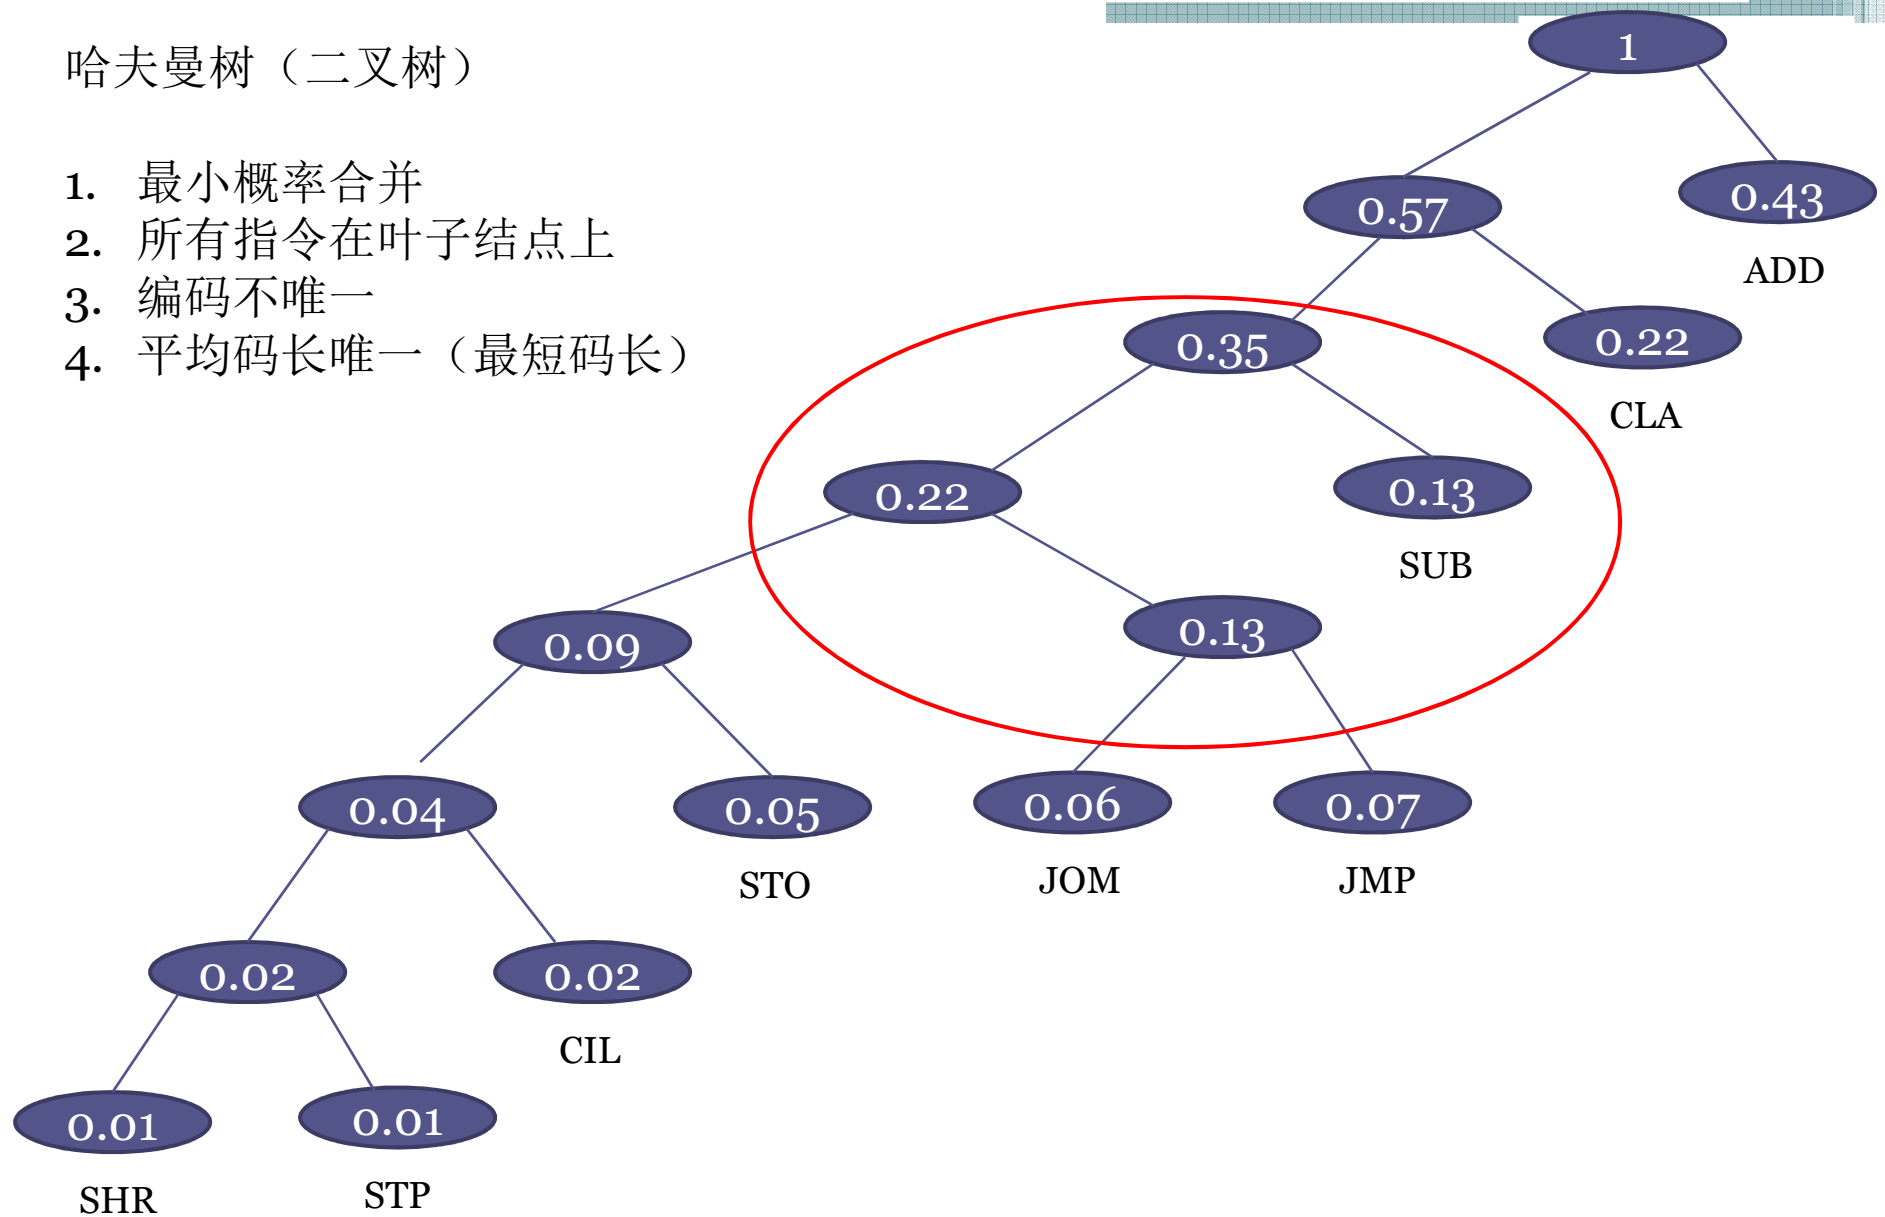 哈夫曼树（二叉树）
1. 最小概率合并
2. 所有指令在叶子结点上
3. 编码不唯一
4. 平均码长唯一（最短码长）
1
0.43
0.57
ADD
0.35
0.22
CLA
0.22
0.13
SUB
0.09
0.13
0.04
0.05
0.06
0.07
STO
JOM
JMP
0.02
0.02
CIL
0.01
0.01
SHR
STP